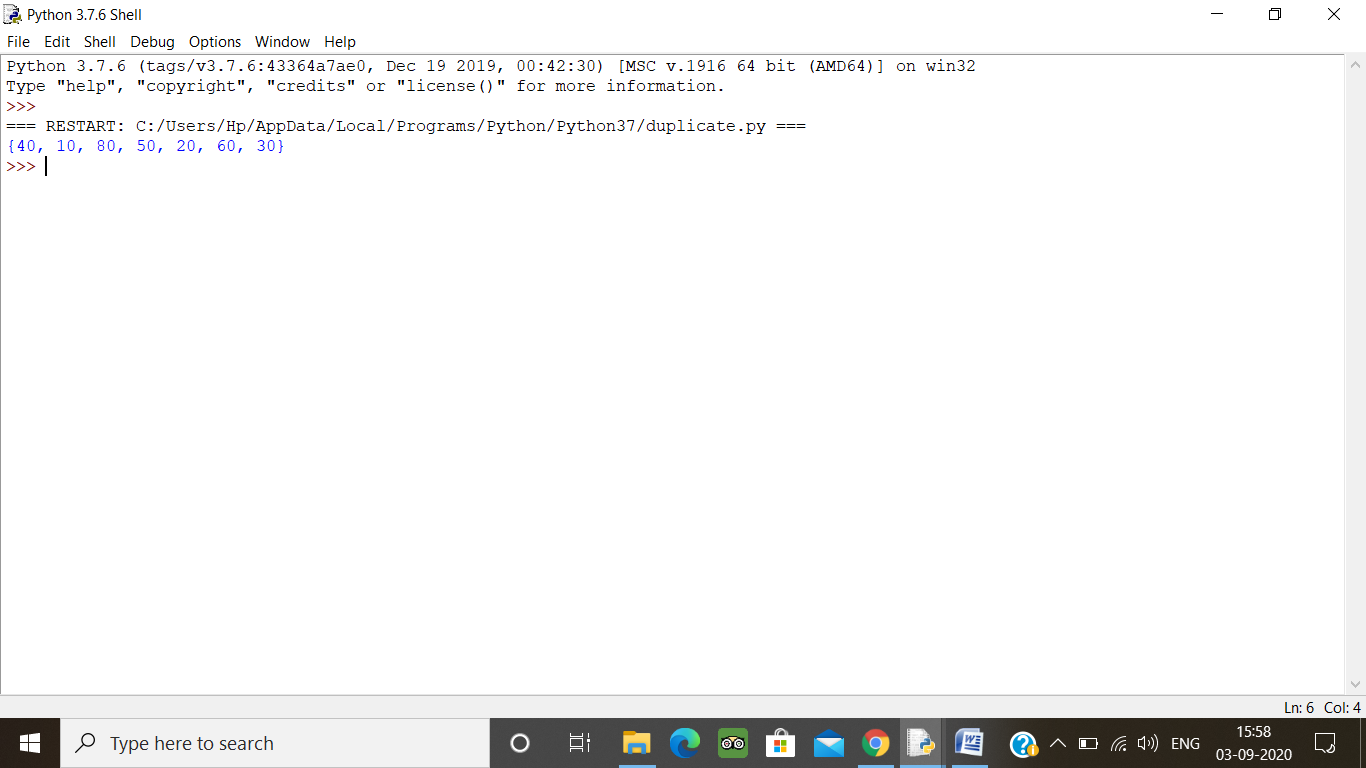 Python 3.7.6 Shell
File Edit Shell Debug Options Window Help
Python 3.7.6 (tags/v3.7.6:43364a7ae0, Dec 19 2019, 00:42:30) [MSC v.1916 64 bit (AMD64)] on win32
Type "help", "copyright", "credits" or "license()" for more information.
>>>
=== RESTART: C:/Users/Hp/AppData/Local/Programs/Python/Python37/duplicate.py ===
{40, 10, 80, 50, 20, 60, 30}
>>>
Ln: 6 Col: 4
Type here to search
ENG
15:58
03-09-2020